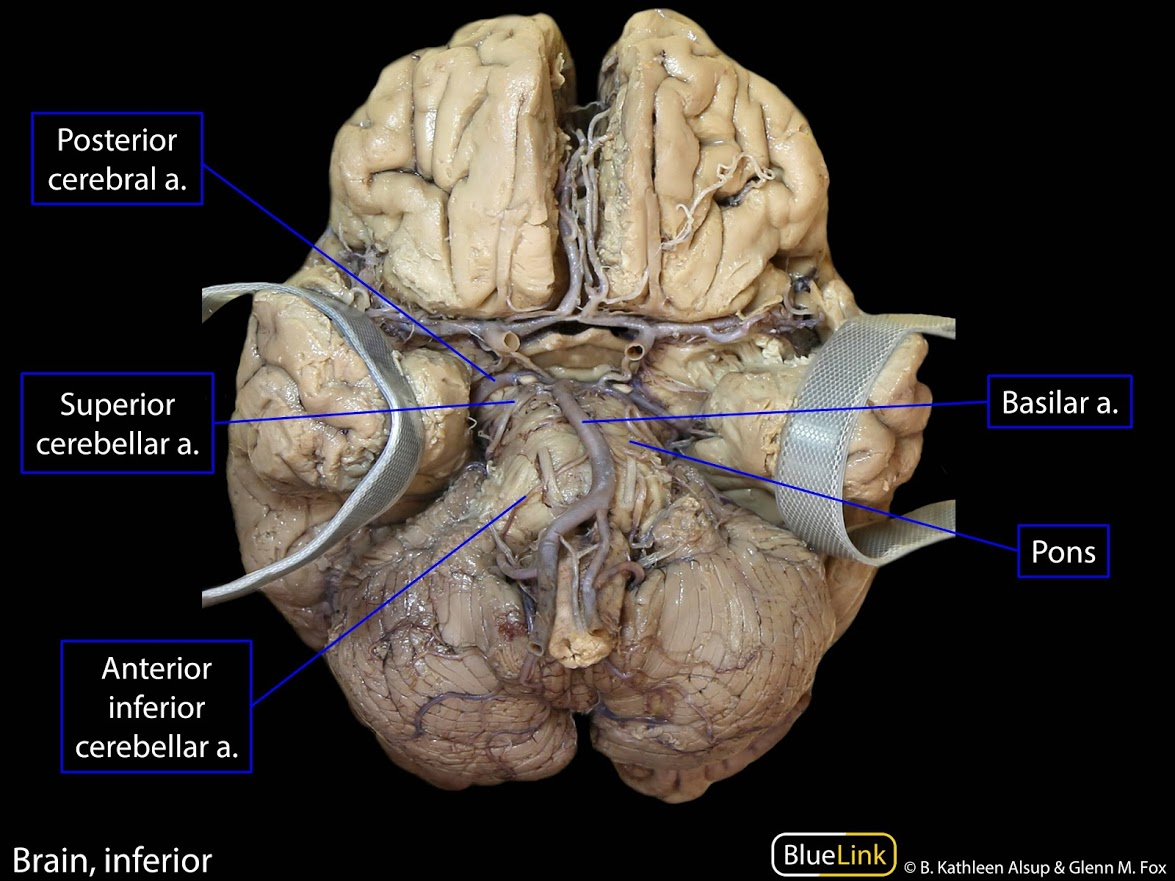 Posterior
cerebral a.
Superior
cerebellar a.
Basilar a.
Pons
Anterior
inferior
cerebellar a.
Brain, inferior
BlueLink
© B. Kathleen Alsup & Glenn M. Fox